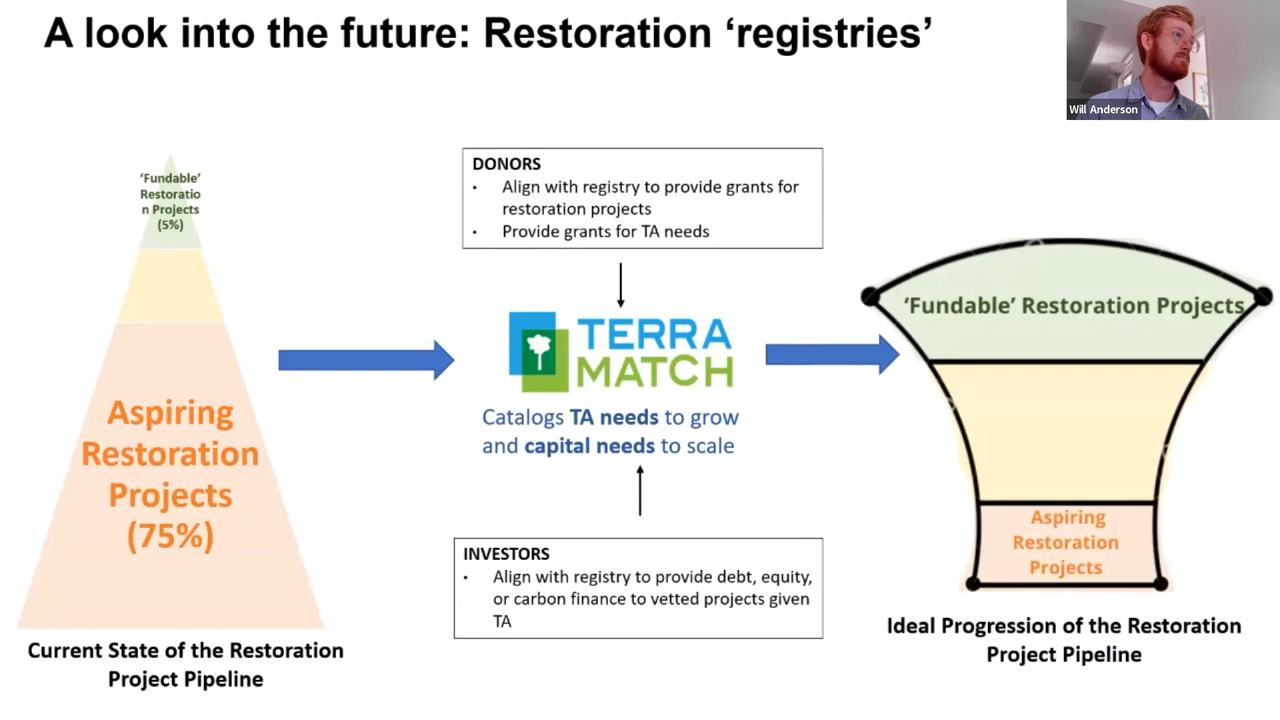 A look into the future: Restoration ‘registries’
Will Anderson
‘Fundable’
Restoratio
n Projects
(5%)
Aspiring
Restoration
Projects
(75%)
Current State of the Restoration
Project Pipeline
DONORS
• Align with registry to provide grants for
restoration projects
• Provide grants for TA needs
TERRA
MATCH
Catalogs TA needs to grow
and capital needs to scale
INVESTORS
• Align with registry to provide debt, equity,
or carbon finance to vetted projects given
TA
‘Fundable’ Restoration Projects
Aspiring
Restoration
Projects
Ideal Progression of the Restoration
Project Pipeline